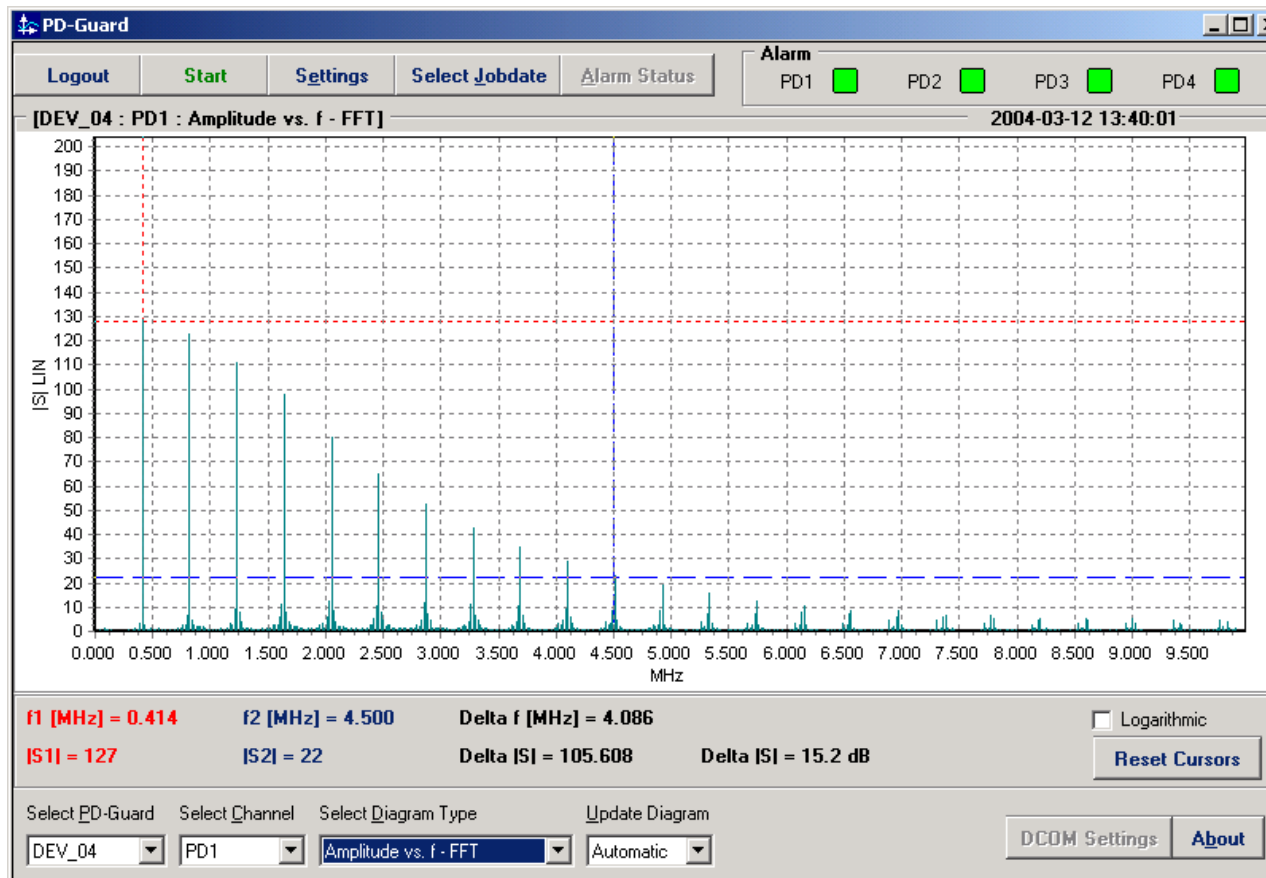 PD-Guard
Logout Start Settings Select Jobdate Alarm Status
Alarm
PD1 PD2 PD3 PD4
[DEV_04 : PD1 : Amplitude vs. f - FFT] 2004-03-12 13:40:01
200
190
180
170
160
150
140
130
120
110
100
90
80
70
60
50
40
30
20
10
0
|S| LIN
0.000 0.500 1.000 1.500 2.000 2.500 3.000 3.500 4.000 4.500 5.000 5.500 6.000 6.500 7.000 7.500 8.000 8.500 9.000 9.500
MHz
f1 [MHz] = 0.414 f2 [MHz] = 4.500 Delta f [MHz] = 4.086 Logarithmic
|S1| = 127 |S2| = 22 Delta |S| = 105.608 Delta |S| = 15.2 dB Reset Cursors
Select PD-Guard Select Channel Select Diagram Type Update Diagram
DEV_04 PD1 Amplitude vs. f - FFT Automatic DCOM Settings About